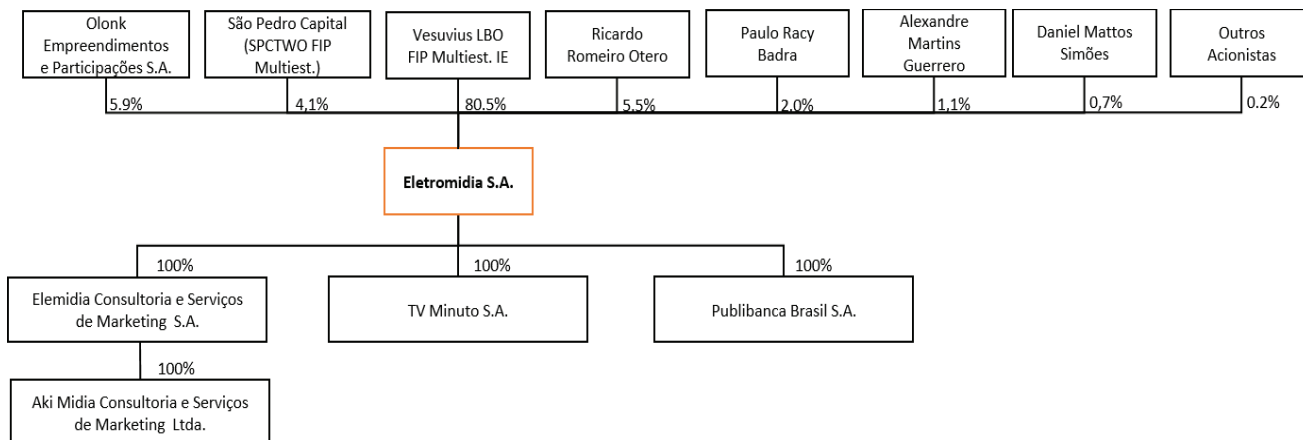 Olonk
Empreendimentos
e Participações S.A.
São Pedro Capital
(SPCTWO FIP
Multiest.)
Vesuvius LBO
FIP Multiest. IE
Ricardo
Romeiro Otero
Paulo Racy
Badra
Alexandre
Martins
Guerrero
Daniel Mattos
Simões
Outros
Acionistas
5.9%
4,1%
80.5%
5,5%
2.0%
1,1%
0,7%
0.2%
Eletromidia S.A.
100%
100%
100%
Elemidia Consultoria e Serviços
de Marketing S.A.
TV Minuto S.A.
Publibanca Brasil S.A.
100%
Aki Midia Consultoria e Serviços
de Marketing Ltda.